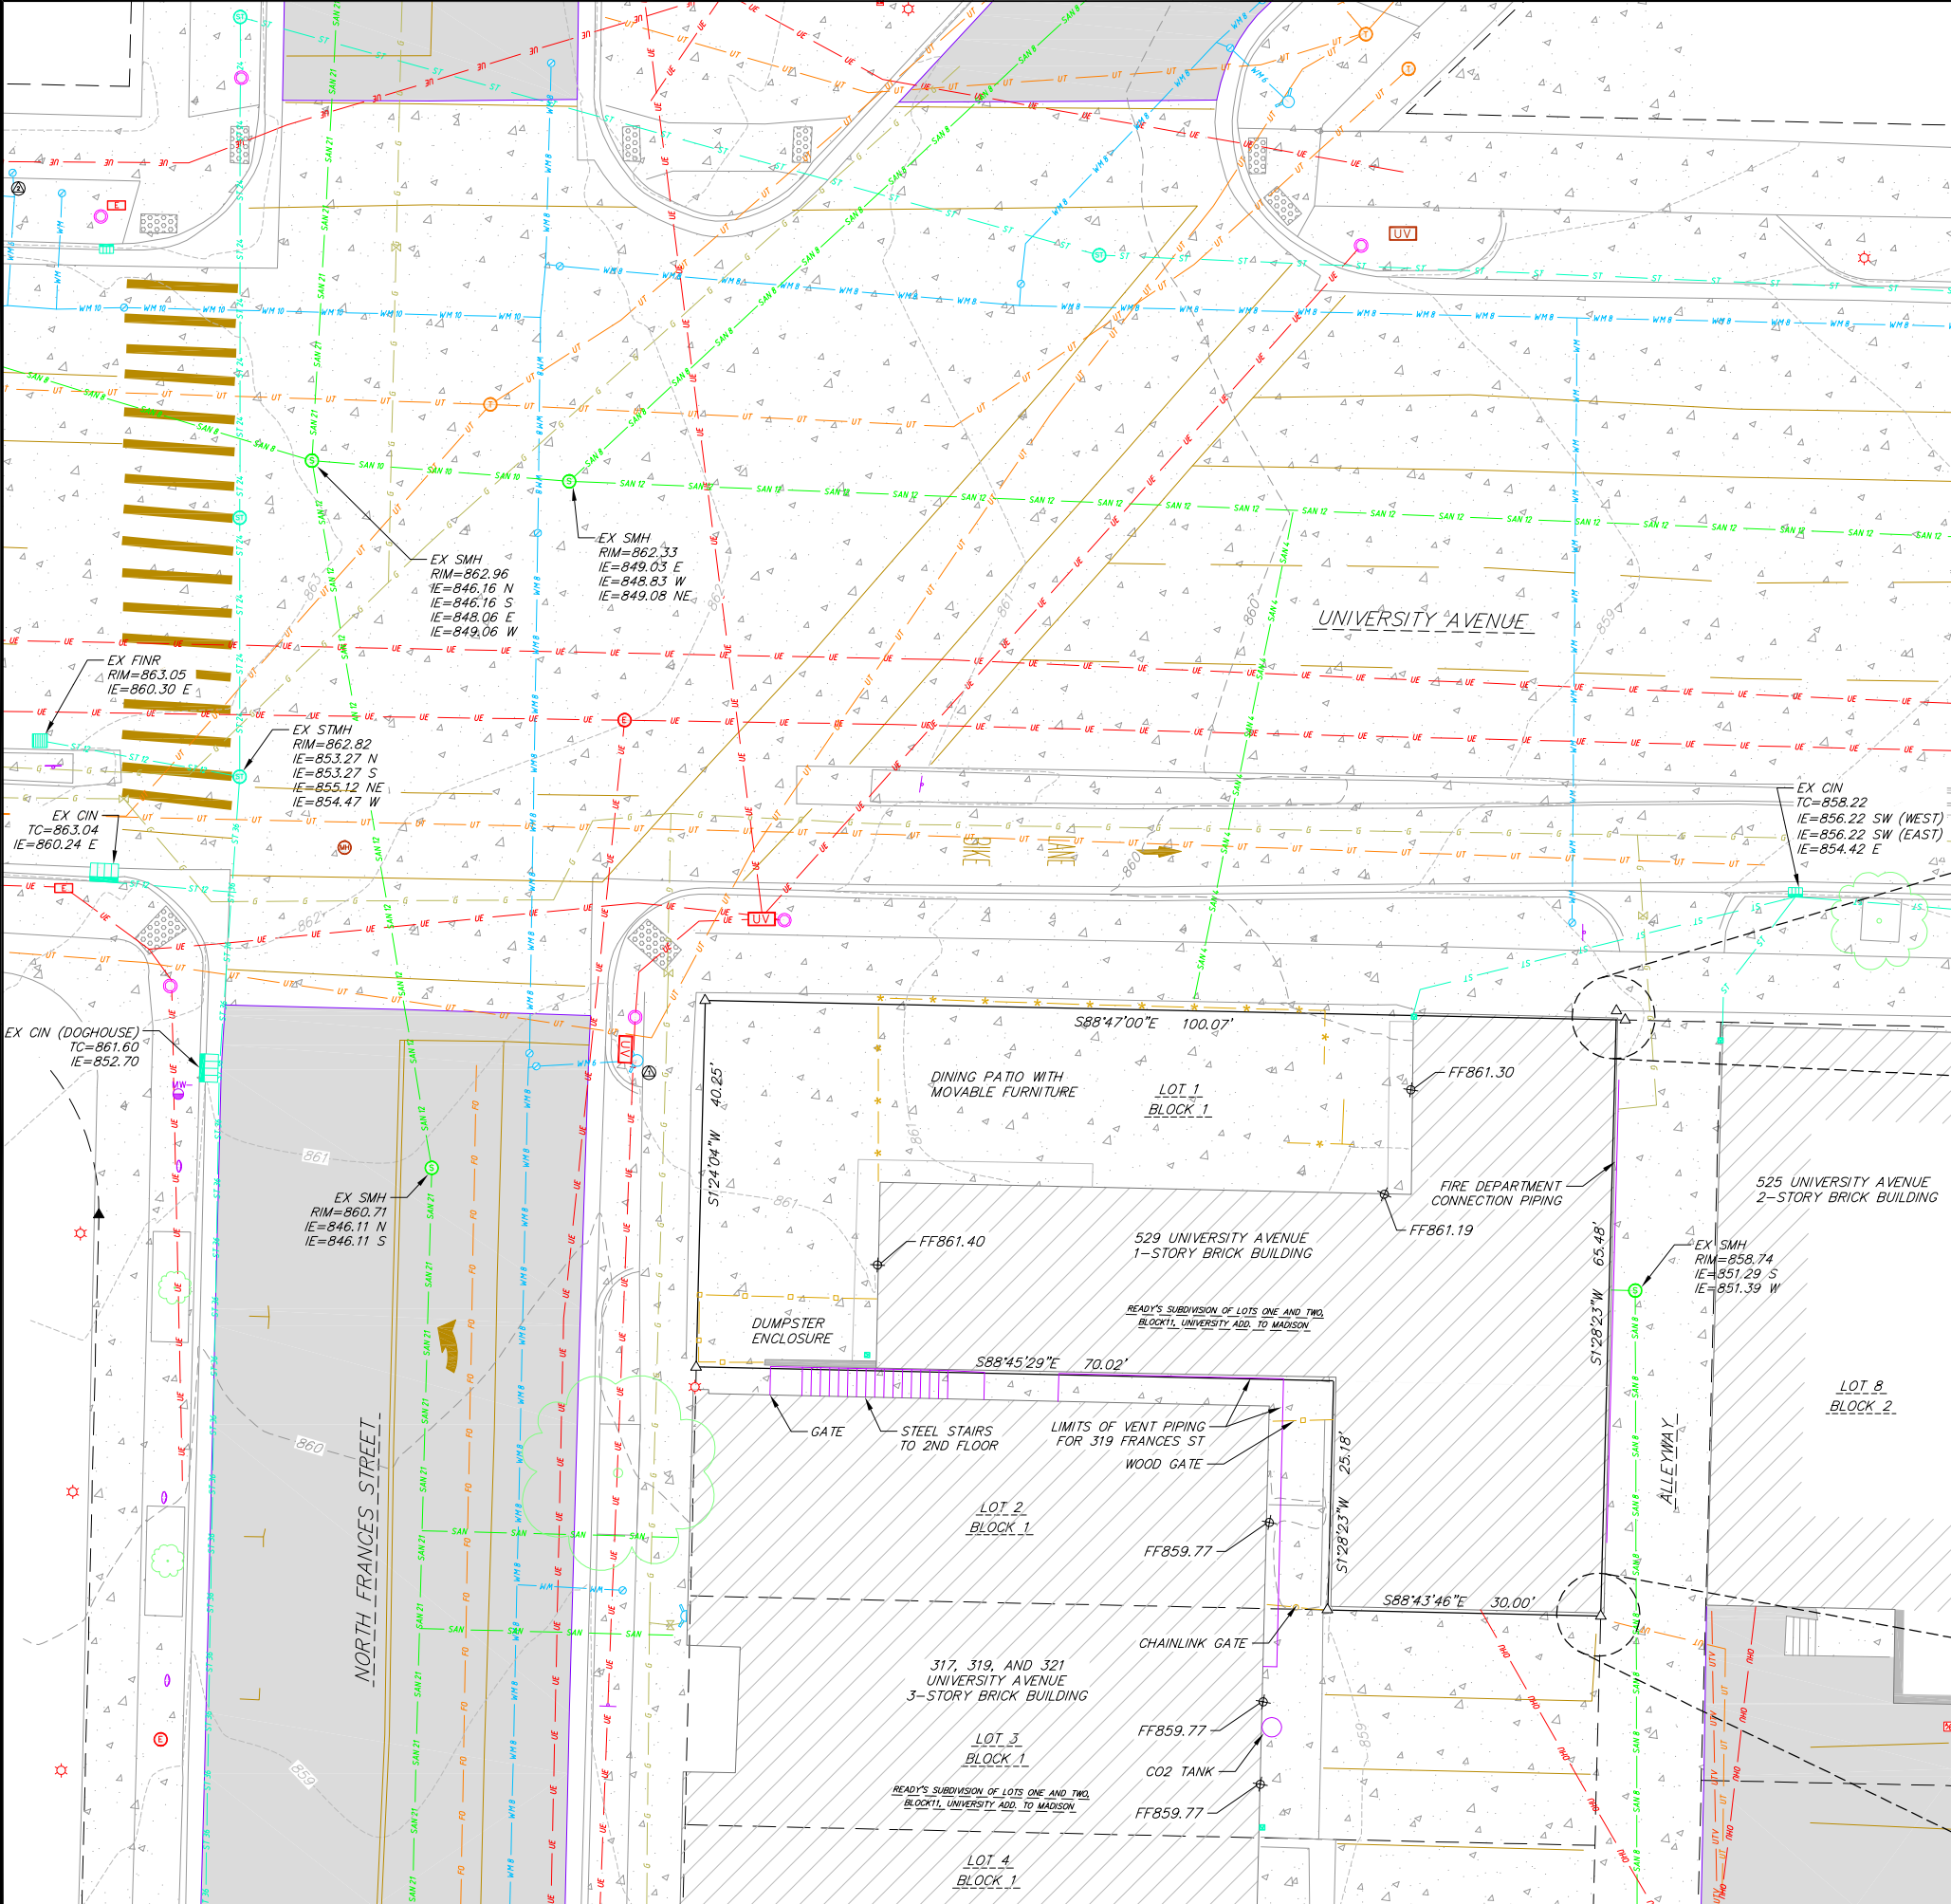 EX SMH
RIM=862.33
IE=849.03 E
IE=848.83 W
IE=849.08 NE
EX SMH
RIM=862.96
IE=846.16 N
IE=846.16 S
IE=848.06 E
IE=849.06 W
863
862
861
860
859
UNIVERSITY AVENUE
EX FINR
RIM=863.05
IE=860.30 E
EX STMH
RIM=862.82
IE=853.27 N
IE=853.27 S
IE=855.12 NE
IE=854.47 W
EX CIN
TC=863.04
IE=860.24 E
EX CIN
TC=858.22
IE=856.22 SW (WEST)
IE=856.22 SW (EAST)
IE=854.42 E
BIKE
LANE
860
862
EX CIN (DOGHOUSE)
TC=861.60
IE=852.70
S88°47'00"E 100.07'
S1°24'04"W 40.25'
DINING PATIO WITH
MOVABLE FURNITURE
LOT 1
BLOCK 1
FF861.30
861
861
861
EX SMH
RIM=860.71
IE=846.11 N
IE=846.11 S
FIRE DEPARTMENT
CONNECTION PIPING
525 UNIVERSITY AVENUE
2-STORY BRICK BUILDING
FF861.40
529 UNIVERSITY AVENUE
1-STORY BRICK BUILDING
FF861.19
S1°28'23"W 65.48'
EX SMH
RIM=858.74
IE=851.29 S
IE=851.39 W
READY'S SUBDIVISION OF LOTS ONE AND TWO,
BLOCK11, UNIVERSITY ADD. TO MADISON
DUMPSTER
ENCLOSURE
S88°45'29"E 70.02'
LOT 8
BLOCK 2
GATE
STEEL STAIRS
TO 2ND FLOOR
LIMITS OF VENT PIPING
FOR 319 FRANCES ST
WOOD GATE
S1°28'23"W 25.18'
ALLEYWAY
NORTH FRANCES STREET
860
LOT 2
BLOCK 1
FF859.77
S88°43'46"E 30.00'
CHAINLINK GATE
317, 319, AND 321
UNIVERSITY AVENUE
3-STORY BRICK BUILDING
FF859.77
LOT 3
BLOCK 1
CO2 TANK
859
859
READY'S SUBDIVISION OF LOTS ONE AND TWO,
BLOCK11, UNIVERSITY ADD. TO MADISON
FF859.77
LOT 4
BLOCK 1